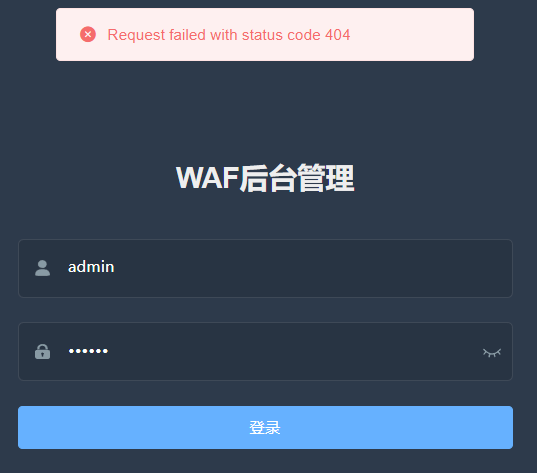 Request failed with status code 404
WAF后台管理
admin
••••••
登录